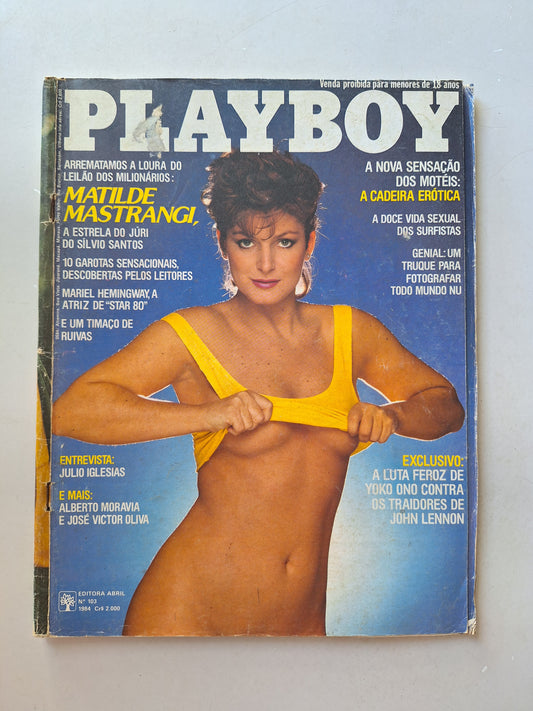 Venda proibida para menores de 18 anos
PLAYBOY
ARREMATAMOS A LOURA DO
LEILÃO DOS MILIONÁRIOS:
MATILDE
MASTRANGI,
A ESTRELA DO JÚRI
DO SÍLVIO SANTOS
10 GAROTAS SENSACIONAIS,
DESCOBERTAS PELOS LEITORES
MARIEL HEMINGWAY, A
ATRIZ DE "STAR 80"
E UM TIMAÇO DE
RUIVAS
A NOVA SENSAÇÃO
DOS MOTÉIS:
A CADEIRA ERÓTICA
A DOCE VIDA SEXUAL
DOS SURFISTAS
GENIAL: UM
TRUQUE PARA
FOTOGRAFAR
TODO MUNDO NU
ENTREVISTA:
JULIO IGLESIAS
E MAIS:
ALBERTO MORAVIA
E JOSÉ VICTOR OLIVA
EXCLUSIVO:
A LUTA FEROZ DE
YOKO ONO CONTRA
OS TRAIDORES DE
JOHN LENNON
EDITORA ABRIL
Nº 103
1984 Cr$ 2.000